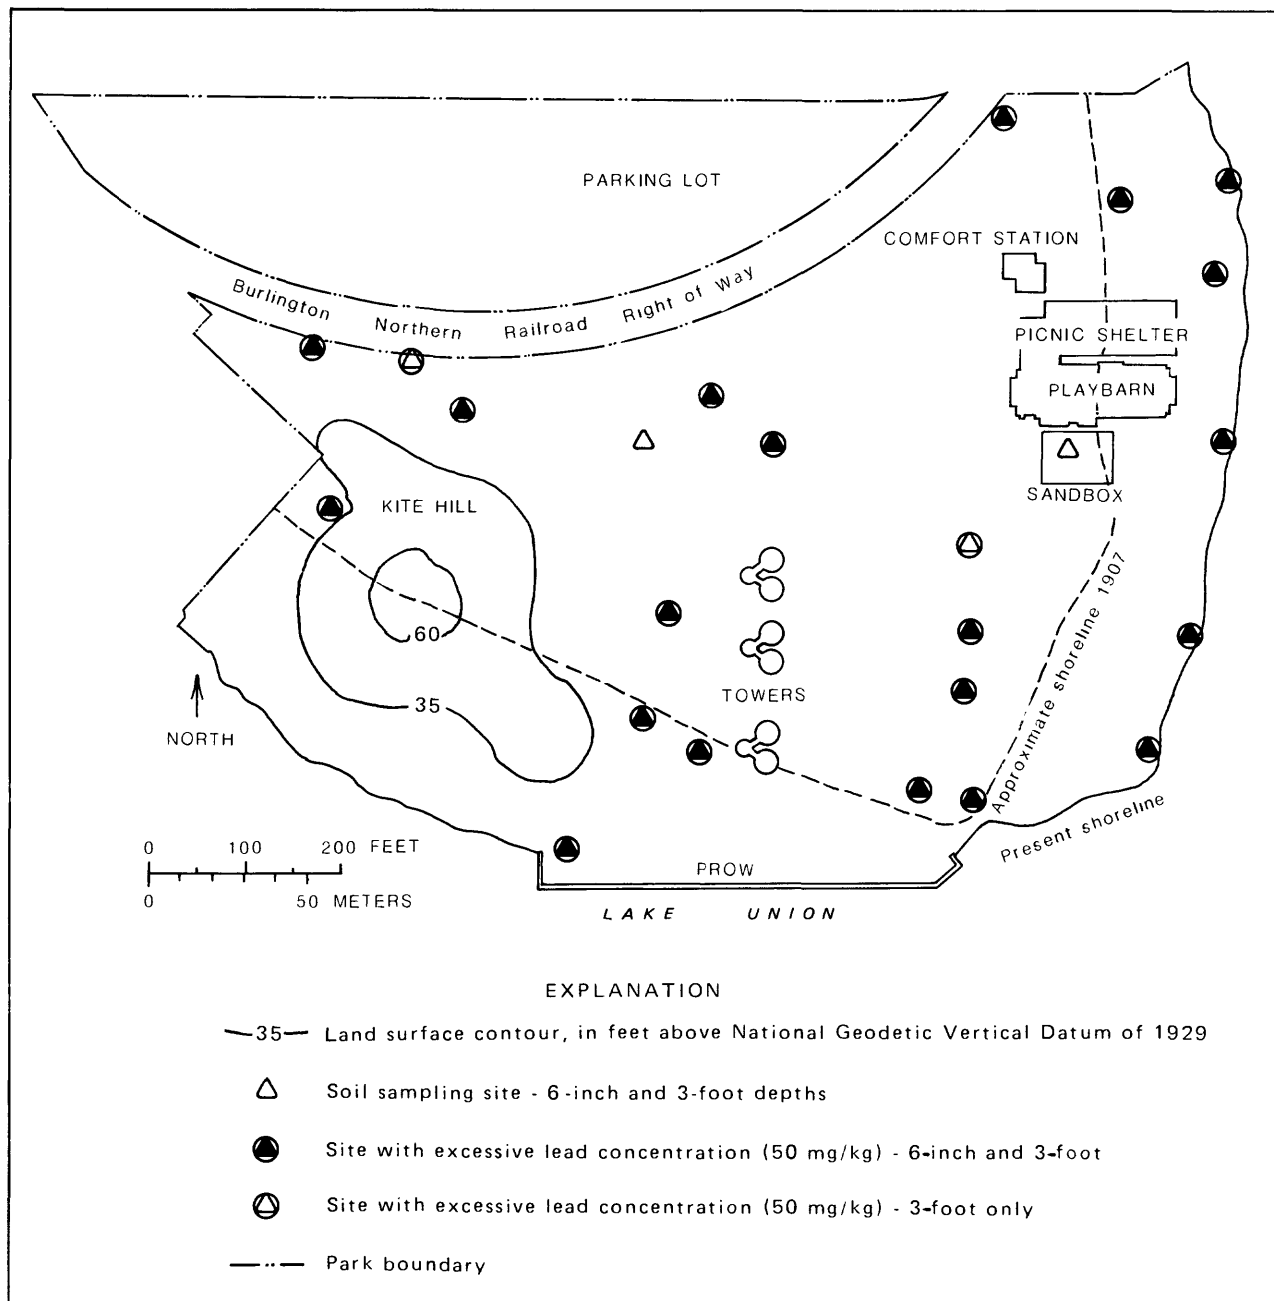 PARKING LOT
COMFORT STATION
Burlington Northern Railroad Right of Way
PICNIC SHELTER
PLAYBARN
SANDBOX
KITE HILL
60
35
TOWERS
NORTH
Approximate shoreline 1907
Present shoreline
0 100 200 FEET
0 50 METERS
PROW
LAKE UNION
EXPLANATION
35 Land surface contour, in feet above National Geodetic Vertical Datum of 1929
Soil sampling site - 6-inch and 3-foot depths
Site with excessive lead concentration (50 mg/kg) - 6-inch and 3-foot
Site with excessive lead concentration (50 mg/kg) - 3-foot only
Park boundary